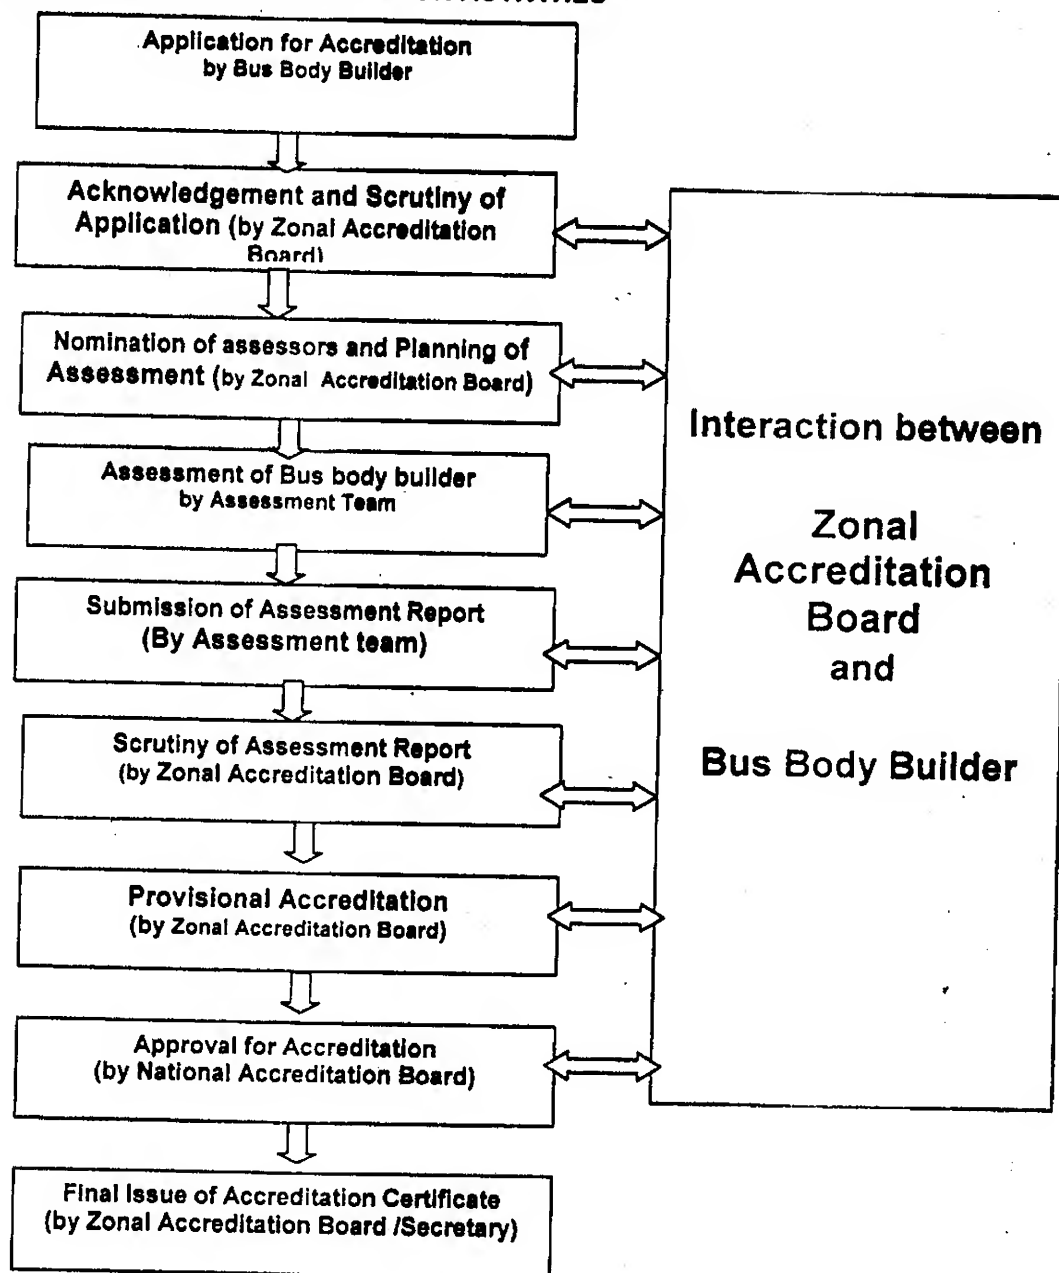 Application for Accreditation
by Bus Body Builder
Acknowledgement and Scrutiny of
Application (by Zonal Accreditation
Board)
Nomination of assessors and Planning of
Assessment (by Zonal Accreditation Board)
Assessment of Bus body builder
by Assessment Team
Submission of Assessment Report
(By Assessment team)
Scrutiny of Assessment Report
(by Zonal Accreditation Board)
Provisional Accreditation
(by Zonal Accreditation Board)
Approval for Accreditation
(by National Accreditation Board)
Final Issue of Accreditation Certificate
(by Zonal Accreditation Board /Secretary)
Interaction between
Zonal
Accreditation
Board
and
Bus Body Builder